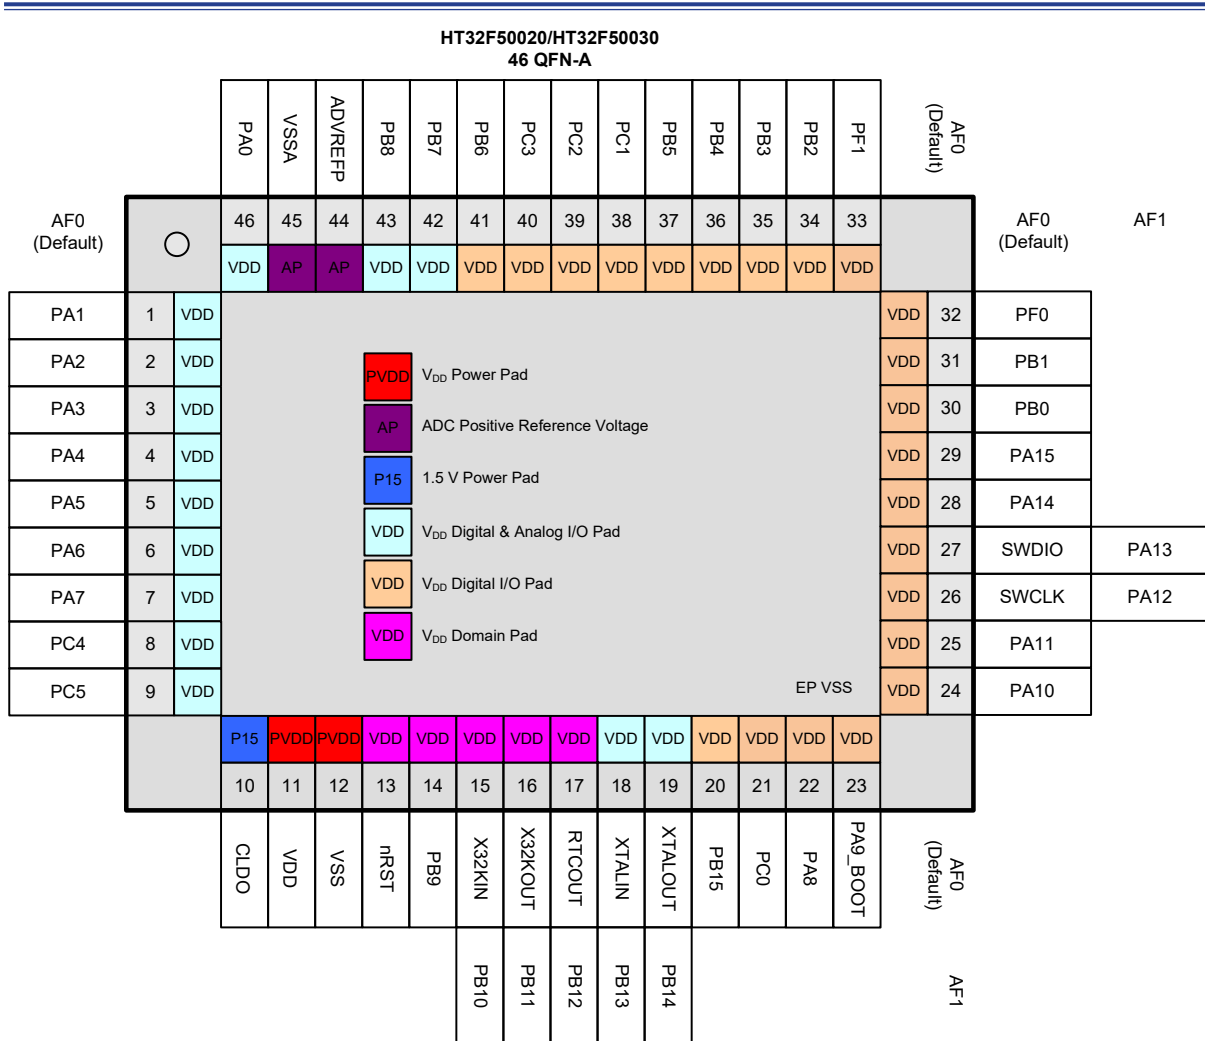 HT32F50020/HT32F50030
46 QFN-A
PA0 VSSA ADVREFP PB8 PB7 PB6 PC3 PC2 PC1 PB5 PB4 PB3 PB2 PF1 AF0 (Default)
AF0 (Default) 46 45 44 43 42 41 40 39 38 37 36 35 34 33 AF0 (Default) AF1
VDD AP AP VDD VDD VDD VDD VDD VDD VDD VDD VDD VDD VDD
PA1 1 VDD VDD 32 PF0
PA2 2 VDD VDD 31 PB1
PVDD VDD Power Pad
PA3 3 VDD VDD 30 PB0
AP ADC Positive Reference Voltage
PA4 4 VDD VDD 29 PA15
P15 1.5 V Power Pad
PA5 5 VDD VDD 28 PA14
VDD VDD Digital & Analog I/O Pad
PA6 6 VDD VDD 27 SWDIO PA13
VDD VDD Digital I/O Pad
PA7 7 VDD VDD 26 SWCLK PA12
VDD VDD Domain Pad
PC4 8 VDD VDD 25 PA11
PC5 9 VDD EP VSS VDD 24 PA10
P15 PVDD PVDD VDD VDD VDD VDD VDD VDD VDD VDD VDD VDD VDD
10 11 12 13 14 15 16 17 18 19 20 21 22 23
CLDO VDD VSS nRST PB9 X32KIN X32KOUT RTCOUT XTALIN XTALOUT PB15 PC0 PA8 PA9_BOOT AF0 (Default)
PB10 PB11 PB12 PB13 PB14 AF1